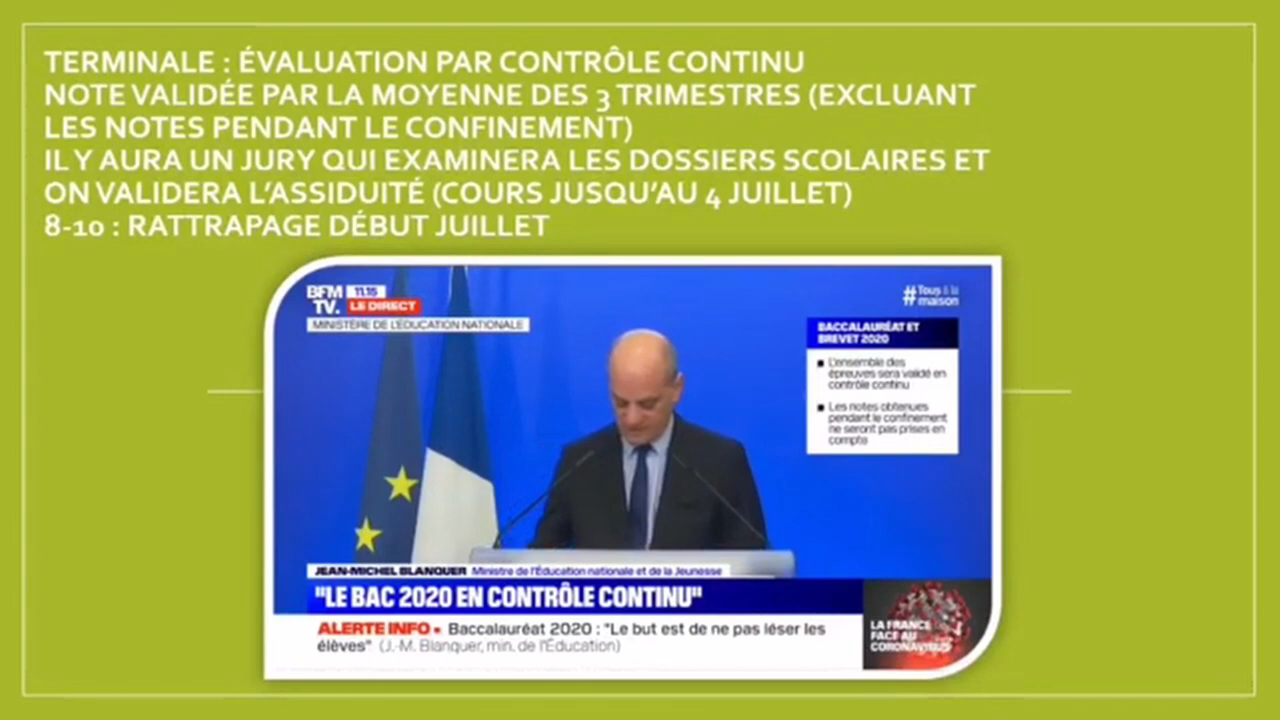 TERMINALE : ÉVALUATION PAR CONTRÔLE CONTINU
NOTE VALIDÉE PAR LA MOYENNE DES 3 TRIMESTRES (EXCLUANT
LES NOTES PENDANT LE CONFINEMENT)
IL Y AURA UN JURY QUI EXAMINERA LES DOSSIERS SCOLAIRES ET
ON VALIDERA L'ASSIDUITÉ (COURS JUSQU'AU 4 JUILLET)
8-10 : RATTRAPAGE DÉBUT JUILLET
BFM 11:15
TV. LE DIRECT
MINISTÈRE DE L'ÉDUCATION NATIONALE
#Tous à la
maison
BACCALAURÉAT ET
BREVET 2020
L'ensemble des
épreuves sera validé en
contrôle continu
Les notes obtenues
pendant le confinement
ne seront pas prises en
compte
JEAN-MICHEL BLANQUER Ministre de l'Éducation nationale et de la Jeunesse
"LE BAC 2020 EN CONTRÔLE CONTINU"
ALERTE INFO • Baccalauréat 2020 : "Le but est de ne pas léser les
élèves" (J.-M. Blanquer, min. de l'Éducation)
LA FRANCE
FACE AU
CORONAVIRUS